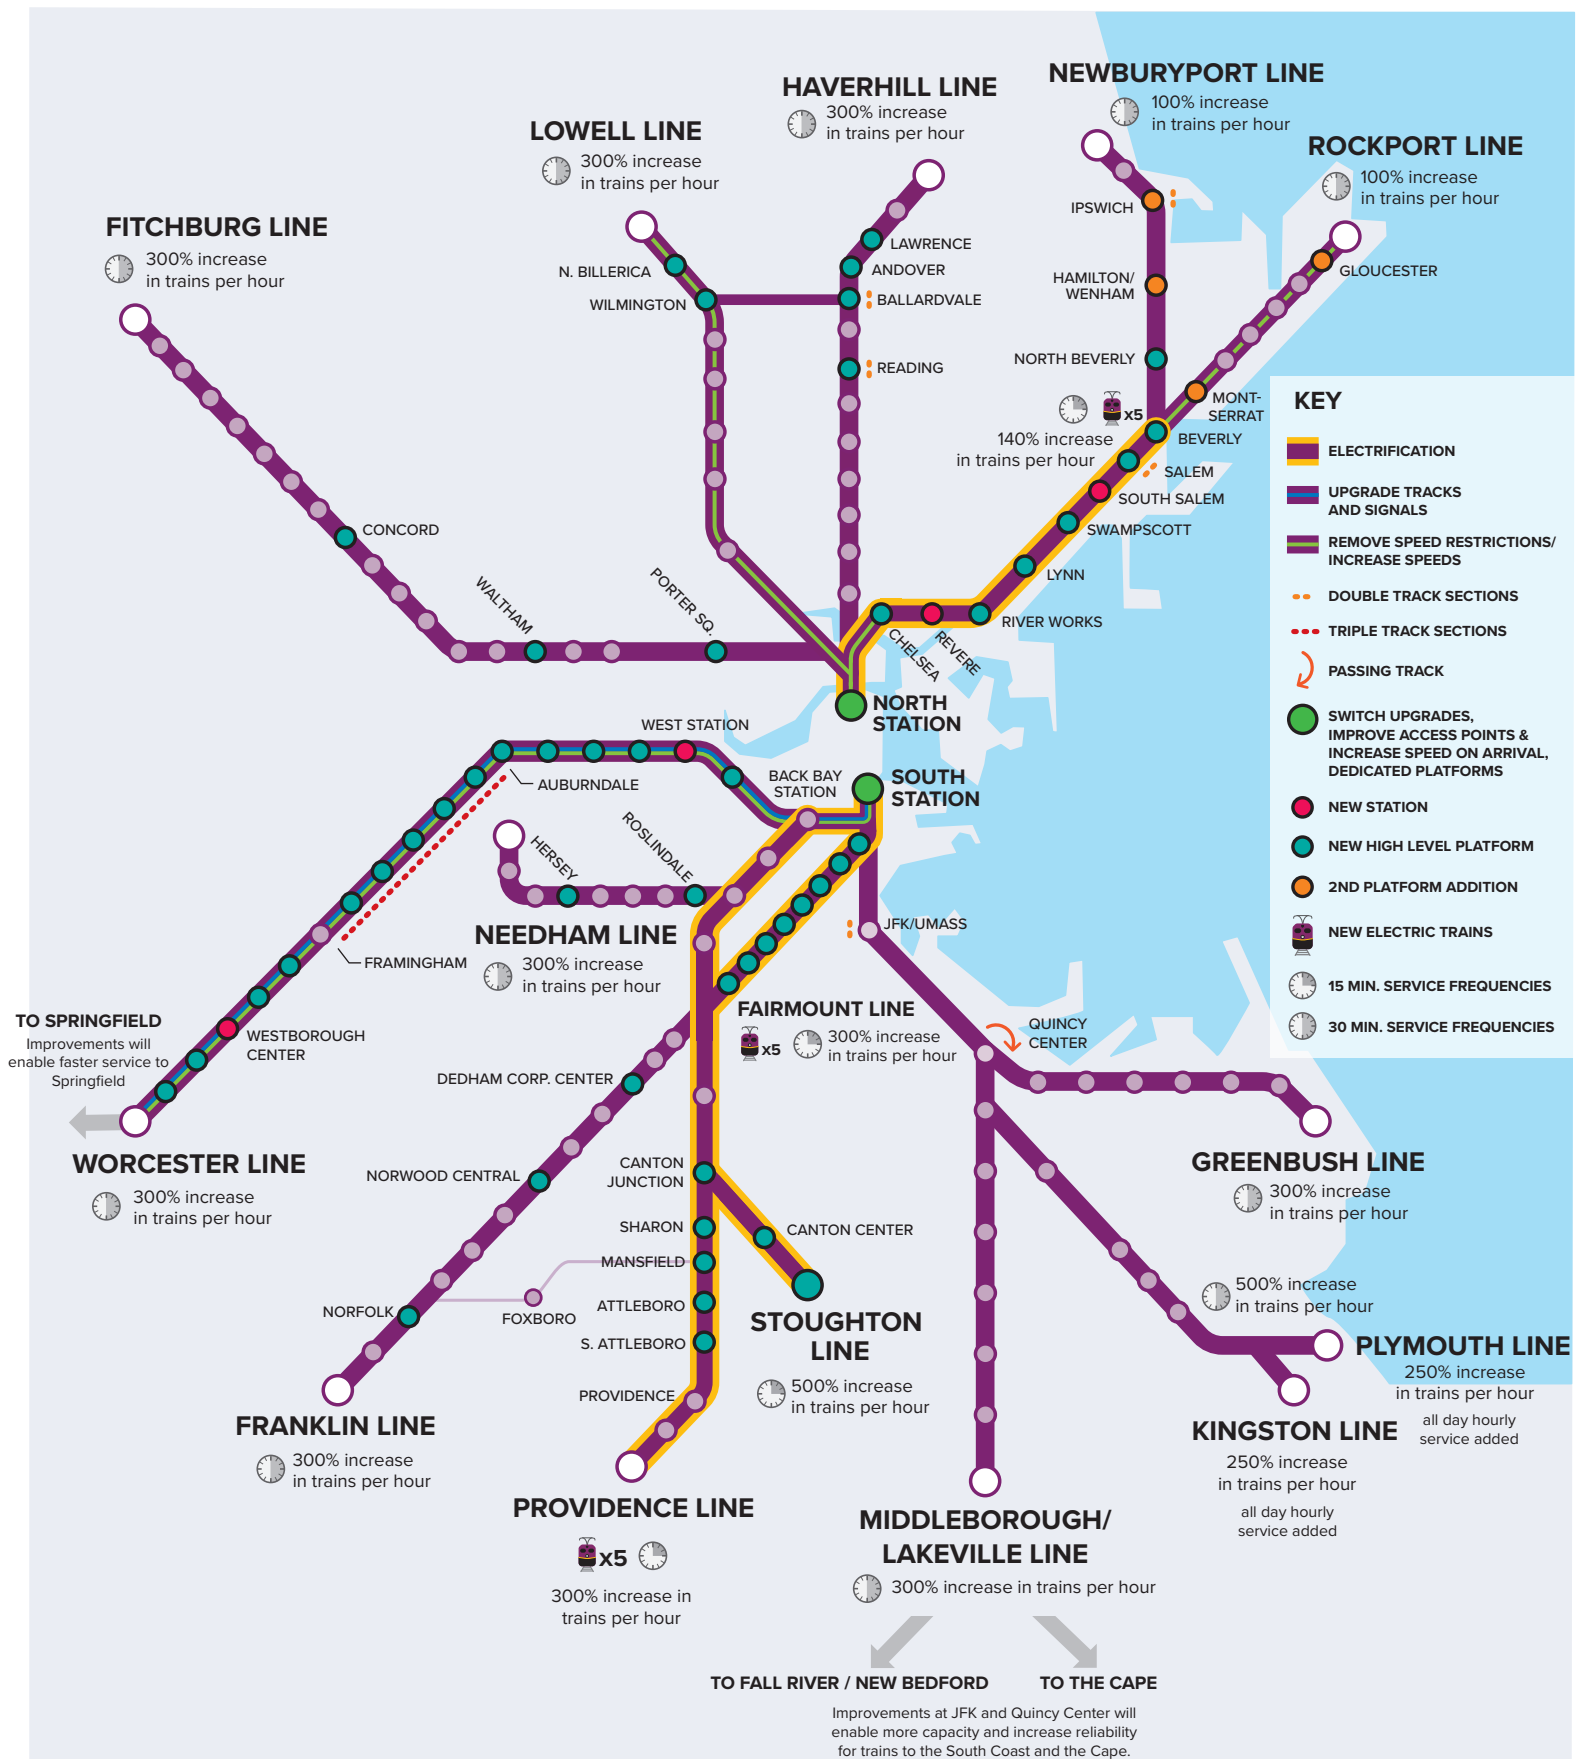 NEWBURYPORT LINE
100% increase
in trains per hour
HAVERHILL LINE
300% increase
in trains per hour
LOWELL LINE
300% increase
in trains per hour
ROCKPORT LINE
100% increase
in trains per hour
FITCHBURG LINE
300% increase
in trains per hour
IPSWICH
LAWRENCE
ANDOVER
N. BILLERICA
WILMINGTON
BALLARDVALE
HAMILTON/
WENHAM
GLOUCESTER
READING
NORTH BEVERLY
MONT-
SERRAT
x5
140% increase
in trains per hour
BEVERLY
SALEM
SOUTH SALEM
SWAMPSCOTT
LYNN
RIVER WORKS
REVERE
CHELSEA
CONCORD
WALTHAM
PORTER SQ.
NORTH
STATION
KEY
ELECTRIFICATION
UPGRADE TRACKS
AND SIGNALS
REMOVE SPEED RESTRICTIONS/
INCREASE SPEEDS
DOUBLE TRACK SECTIONS
TRIPLE TRACK SECTIONS
PASSING TRACK
SWITCH UPGRADES,
IMPROVE ACCESS POINTS &
INCREASE SPEED ON ARRIVAL,
DEDICATED PLATFORMS
NEW STATION
NEW HIGH LEVEL PLATFORM
2ND PLATFORM ADDITION
NEW ELECTRIC TRAINS
15 MIN. SERVICE FREQUENCIES
30 MIN. SERVICE FREQUENCIES
WEST STATION
BACK BAY
STATION
SOUTH
STATION
AUBURNDALE
HERSEY
ROSLINDALE
NEEDHAM LINE
300% increase
in trains per hour
FRAMINGHAM
JFK/UMASS
FAIRMOUNT LINE
x5
300% increase
in trains per hour
QUINCY
CENTER
TO SPRINGFIELD
Improvements will
enable faster service to
Springfield
WESTBOROUGH
CENTER
WORCESTER LINE
300% increase
in trains per hour
DEDHAM CORP. CENTER
NORWOOD CENTRAL
CANTON
JUNCTION
SHARON
CANTON CENTER
MANSFIELD
FOXBORO
NORFOLK
ATTLEBORO
S. ATTLEBORO
PROVIDENCE
STOUGHTON
LINE
500% increase
in trains per hour
GREENBUSH LINE
300% increase
in trains per hour
500% increase
in trains per hour
PLYMOUTH LINE
250% increase
in trains per hour
all day hourly
service added
KINGSTON LINE
250% increase
in trains per hour
all day hourly
service added
FRANKLIN LINE
300% increase
in trains per hour
PROVIDENCE LINE
x5
300% increase in
trains per hour
MIDDLEBOROUGH/
LAKEVILLE LINE
300% increase in trains per hour
TO FALL RIVER / NEW BEDFORD
TO THE CAPE
Improvements at JFK and Quincy Center will
enable more capacity and increase reliability
for trains to the South Coast and the Cape.